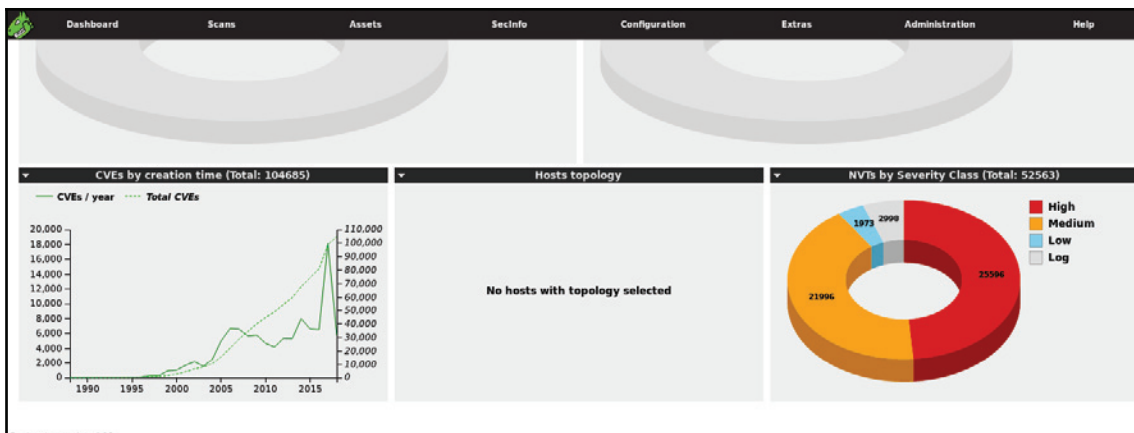 Dashboard Scans Assets SecInfo Configuration Extras Administration Help
CVEs by creation time (Total: 104685)
CVEs / year Total CVEs
20,000
18,000
16,000
14,000
12,000
10,000
8,000
6,000
4,000
2,000
0
110,000
100,000
90,000
80,000
70,000
60,000
50,000
40,000
30,000
20,000
10,000
0
1990 1995 2000 2005 2010 2015
Hosts topology
No hosts with topology selected
NVTs by Severity Class (Total: 52563)
1973
25596
21996
High
Medium
Low
Log